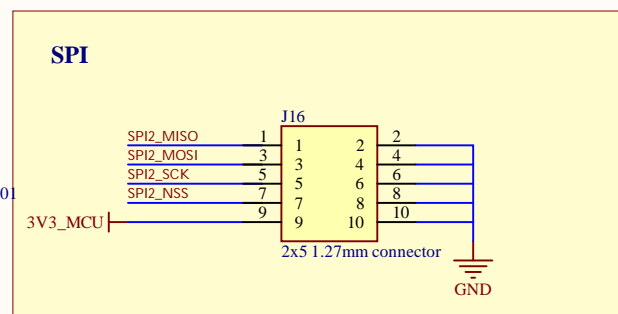 SPI
J16
SPI2_MISO 1 1 2 2
SPI2_MOSI 3 3 4 4
SPI2_SCK 5 5 6 6
SPI2_NSS 7 7 8 8
01
3V3_MCU 9 9 10 10
2x5 1.27mm connector
GND